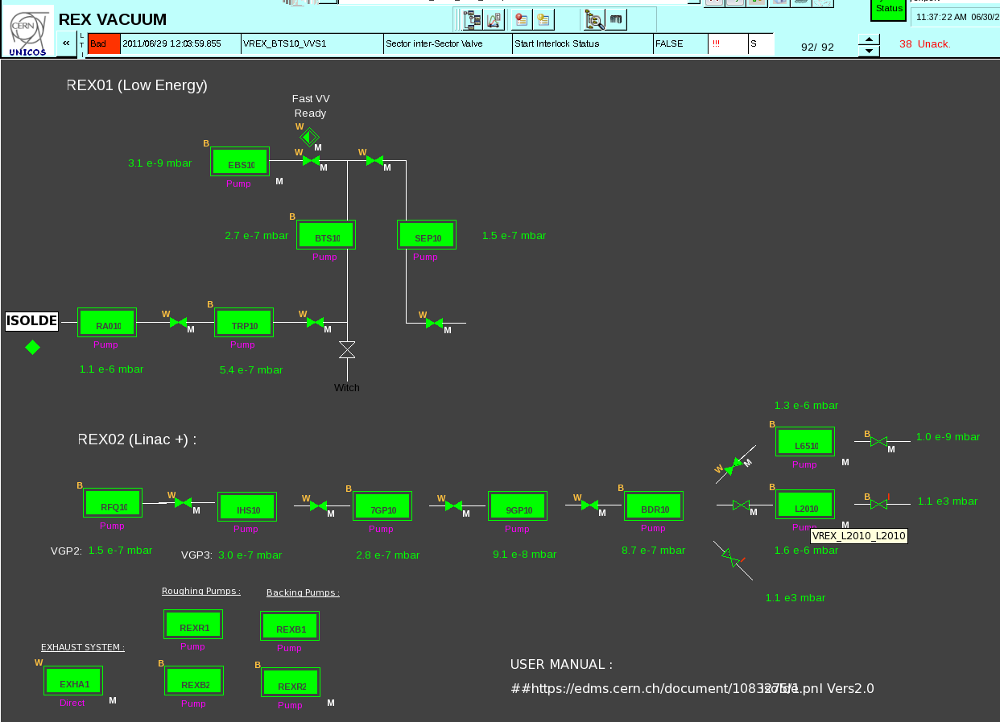 Status
CERN
REX VACUUM
11:37:22 AM 06/30/2
UNICOS
«
L
T
I
Bad 2011/06/29 12:03:59.855 VREX_BTS10_VVS1 Sector inter-Sector Valve Start Interlock Status FALSE !!! S
92/ 92
38 Unack.
REX01 (Low Energy)
Fast VV
Ready
W
M
B
W
W
3.1 e-9 mbar
EBS10
M
M
Pump
M
B
2.7 e-7 mbar
BTS10
SEP10
1.5 e-7 mbar
Pump
Pump
B
ISOLDE
RA010
W
M
TRP10
W
M
W
M
Pump
Pump
1.1 e-6 mbar
5.4 e-7 mbar
Witch
1.3 e-6 mbar
REX02 (Linac +) :
B
L6510
B
M
1.0 e-9 mbar
W
M
Pump
M
B
RFQ10
W
M
IHS10
W
M
B
7GP10
W
M
9GP10
W
M
B
BDR10
M
B
L2010
B
1.1 e3 mbar
Pump
Pump
Pump
Pump
Pump
Pump
M
VREX_L2010_L2010
VGP2: 1.5 e-7 mbar
VGP3: 3.0 e-7 mbar
2.8 e-7 mbar
9.1 e-8 mbar
8.7 e-7 mbar
1.6 e-6 mbar
1.1 e3 mbar
Roughing Pumps :
Backing Pumps :
REXR1
REXB1
Pump
Pump
EXHAUST SYSTEM :
W
EXHA1
M
B
REXB2
B
REXR2
M
Direct
Pump
Pump
USER MANUAL :
##https://edms.cern.ch/document/1083275/1 isolde.pnl Vers2.0